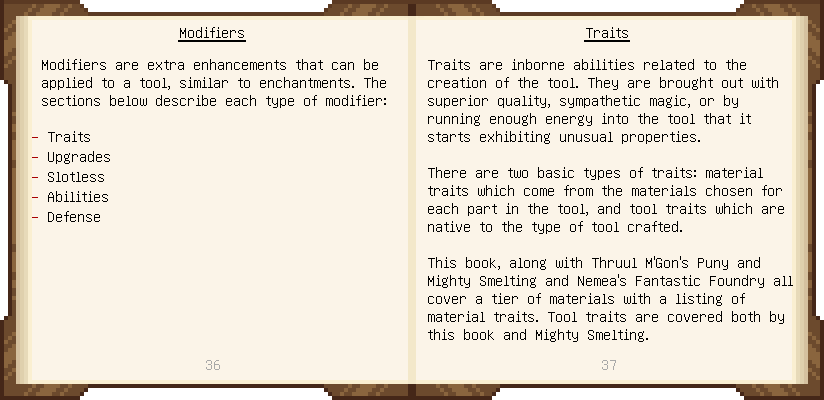 Modifiers
Modifiers are extra enhancements that can be
applied to a tool, similar to enchantments. The
sections below describe each type of modifier:
- Traits
- Upgrades
- Slotless
- Abilities
- Defense
36
Traits
Traits are inborne abilities related to the
creation of the tool. They are brought out with
superior quality, sympathetic magic, or by
running enough energy into the tool that it
starts exhibiting unusual properties.
There are two basic types of traits: material
traits which come from the materials chosen for
each part in the tool, and tool traits which are
native to the type of tool crafted.
This book, along with Thruul M'Gon's Puny and
Mighty Smelting and Nemea's Fantastic Foundry all
cover a tier of materials with a listing of
material traits. Tool traits are covered both by
this book and Mighty Smelting.
37